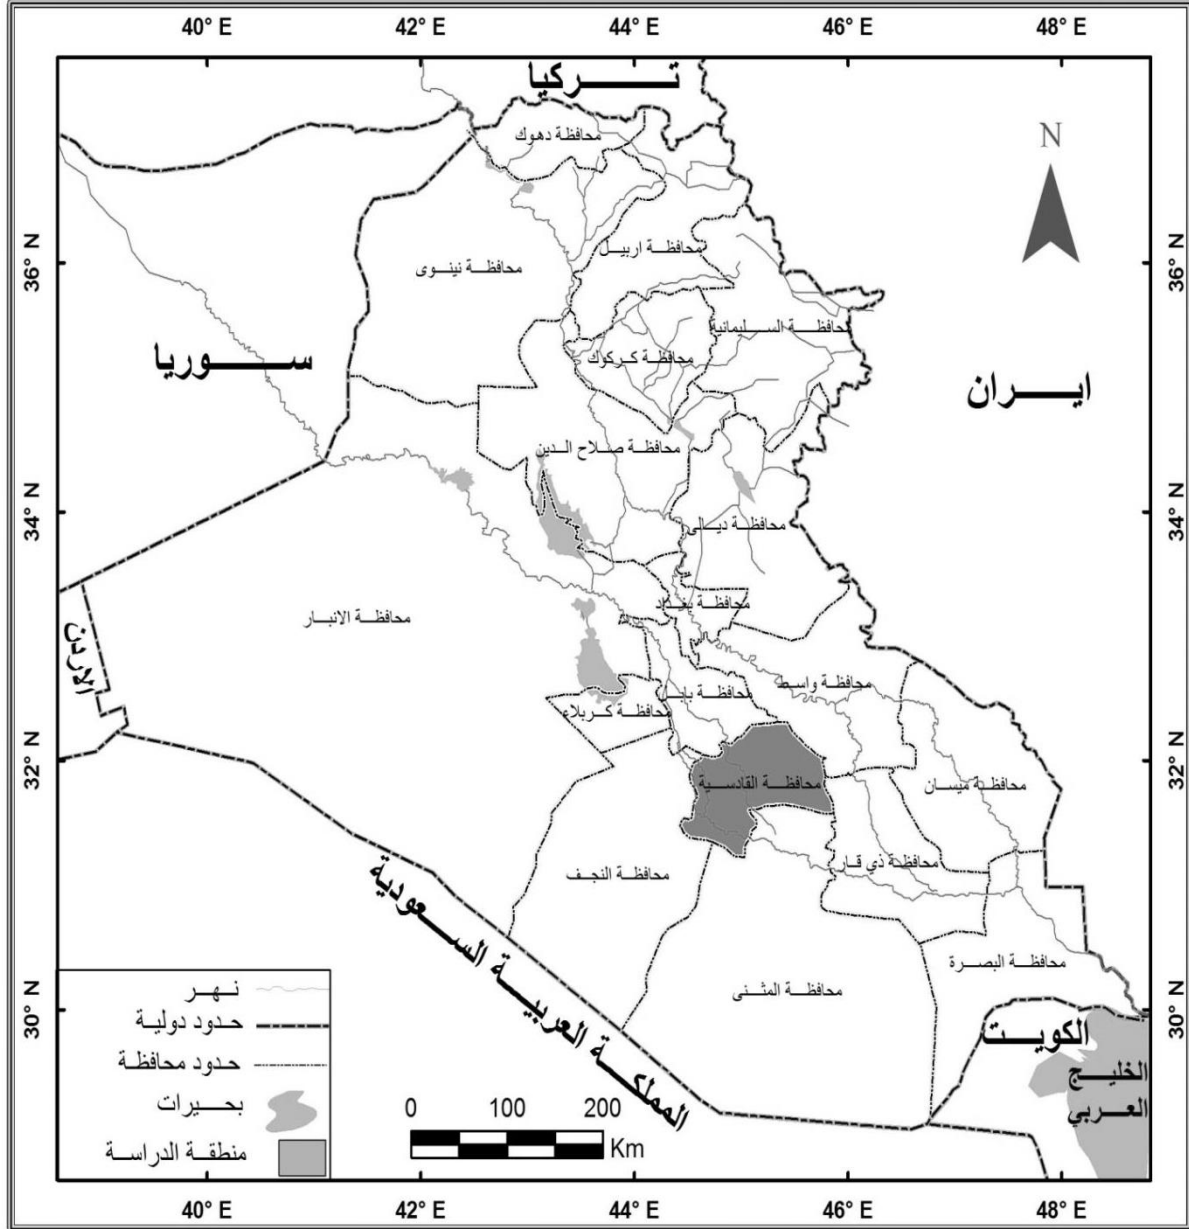 40° E 42° E 44° E 46° E 48° E
تـــــركيا
N
محافظة دهوك
36° N
36° N
محافظـة اربيـل
محافظـة نينـوى
محافظـة السـليمانية
ســـوريا
محافظـة كـركوك
ايـــران
محافظـة صـلاح الـدين
34° N
34° N
محافظـة ديـالى
محافظـة بغـداد
محافظـة الانبـار
الاردن
محافظـة واسـط
محافظـة بابـل
محافظـة كـربلاء
32° N
32° N
محافظـة القادسـية
محافظـة ميسـان
محافظـة ذي قـار
محافظـة النجـف
المملكـة العربيـة السـعودية
محافظـة البصـرة
محافظـة المثـنى
30° N
30° N
الكويـت
الخليـج
العـربي
نـهـر
حـدود دوليـة
حـدود محافظـة
بحـيرات
منطقـة الدراسـة
0 100 200
Km
40° E 42° E 44° E 46° E 48° E